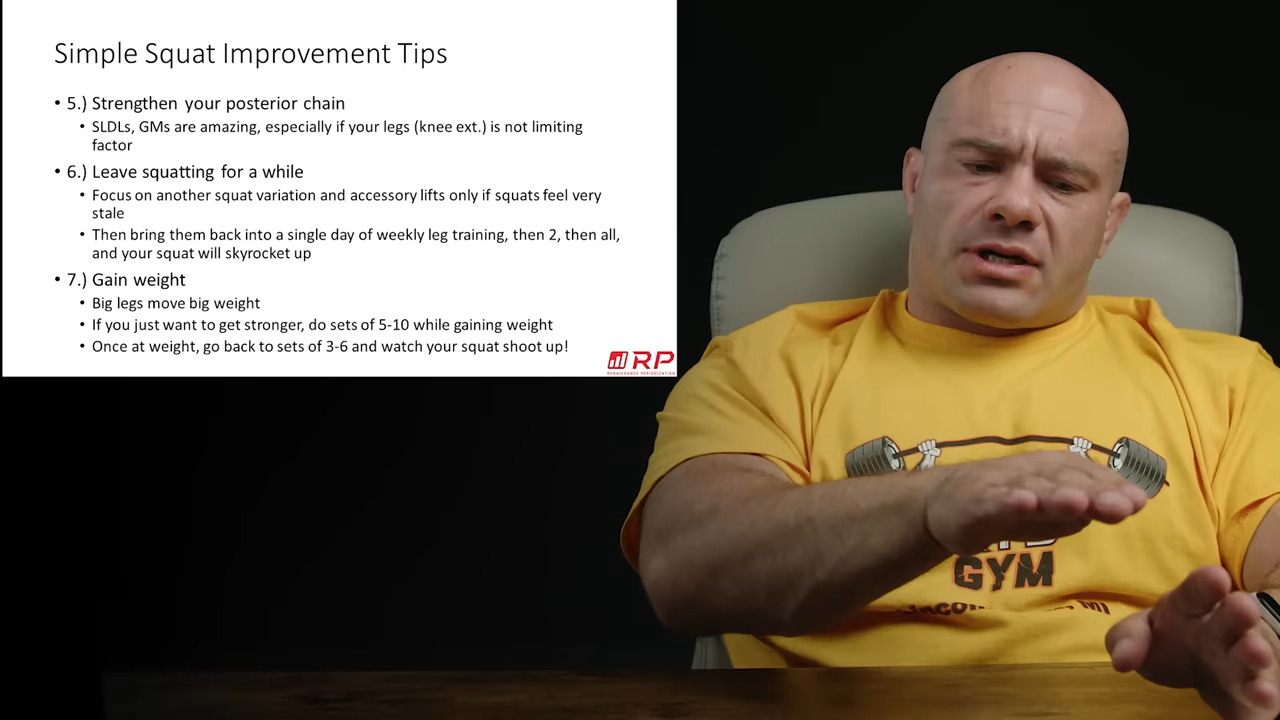 Simple Squat Improvement Tips
• 5.) Strengthen your posterior chain
• SLDLs, GMs are amazing, especially if your legs (knee ext.) is not limiting
factor
• 6.) Leave squatting for a while
• Focus on another squat variation and accessory lifts only if squats feel very
stale
• Then bring them back into a single day of weekly leg training, then 2, then all,
and your squat will skyrocket up
• 7.) Gain weight
• Big legs move big weight
• If you just want to get stronger, do sets of 5-10 while gaining weight
• Once at weight, go back to sets of 3-6 and watch your squat shoot up!
RP
RENAISSANCE PERIODIZATION
GYM
MI